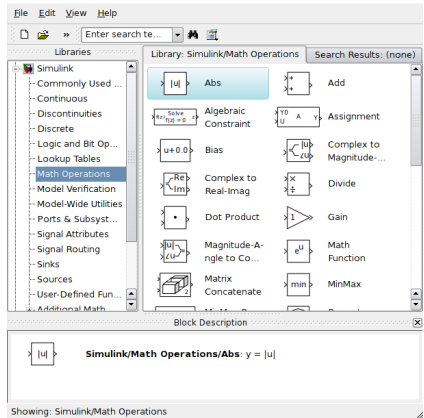 File Edit View Help
» Enter search te...
Libraries
Library: Simulink/Math Operations Search Results: (none)
Simulink
Commonly Used ...
Continuous
Discontinuities
Discrete
Logic and Bit Op...
Lookup Tables
Math Operations
Model Verification
Model-Wide Utilities
Ports & Subsyst...
Signal Attributes
Signal Routing
Sinks
Sources
User-Defined Fun...
Additional Math
|u| Abs
+ + Add
f(z) Solve f(z) = 0 z Algebraic
Constraint
Y0 U A Y Assignment
u+0.0 Bias
|u| ∠u Complex to
Magnitude-...
Re Im Complex to
Real-Imag
× ÷ Divide
• Dot Product
1 Gain
|u| ∠u Magnitude-A-
ngle to Co...
eᵘ Math
Function
2 Matrix
Concatenate
min MinMax
Block Description
|u| Simulink/Math Operations/Abs: y = |u|
Showing: Simulink/Math Operations